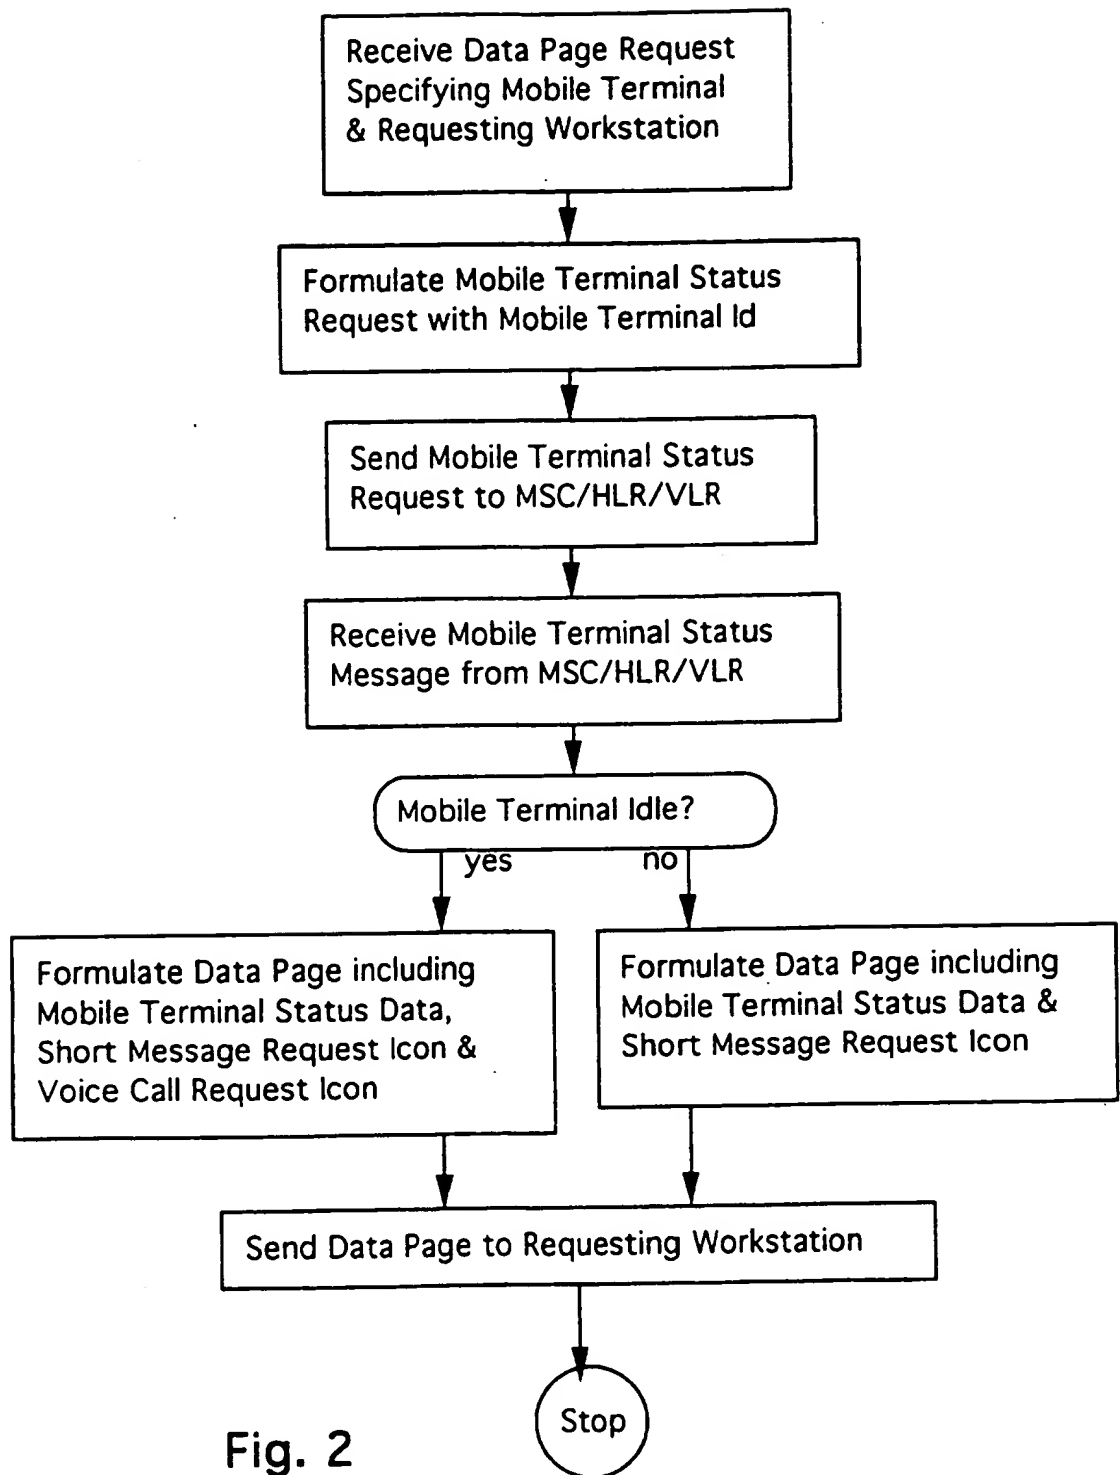 Receive Data Page Request
Specifying Mobile Terminal
& Requesting Workstation
Formulate Mobile Terminal Status
Request with Mobile Terminal Id
Send Mobile Terminal Status
Request to MSC/HLR/VLR
Receive Mobile Terminal Status
Message from MSC/HLR/VLR
Mobile Terminal Idle?
yes
no
Formulate Data Page including
Mobile Terminal Status Data,
Short Message Request Icon &
Voice Call Request Icon
Formulate Data Page including
Mobile Terminal Status Data &
Short Message Request Icon
Send Data Page to Requesting Workstation
Stop
Fig. 2